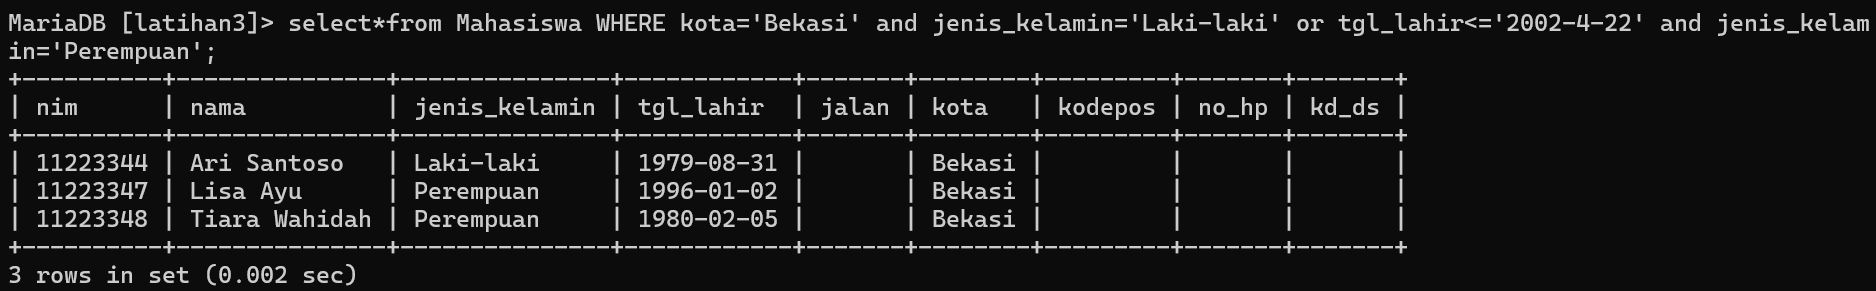 MariaDB [latihan3]> select*from Mahasiswa WHERE kota='Bekasi' and jenis_kelamin='Laki-laki' or tgl_lahir<='2002-4-22' and jenis_kelam
in='Perempuan';
+----------+---------------+---------------+------------+-------+--------+---------+-------+-------+
| nim      | nama          | jenis_kelamin | tgl_lahir  | jalan | kota   | kodepos | no_hp | kd_ds |
+----------+---------------+---------------+------------+-------+--------+---------+-------+-------+
| 11223344 | Ari Santoso   | Laki-laki     | 1979-08-31 |       | Bekasi |         |       |       |
| 11223347 | Lisa Ayu      | Perempuan     | 1996-01-02 |       | Bekasi |         |       |       |
| 11223348 | Tiara Wahidah | Perempuan     | 1980-02-05 |       | Bekasi |         |       |       |
+----------+---------------+---------------+------------+-------+--------+---------+-------+-------+
3 rows in set (0.002 sec)